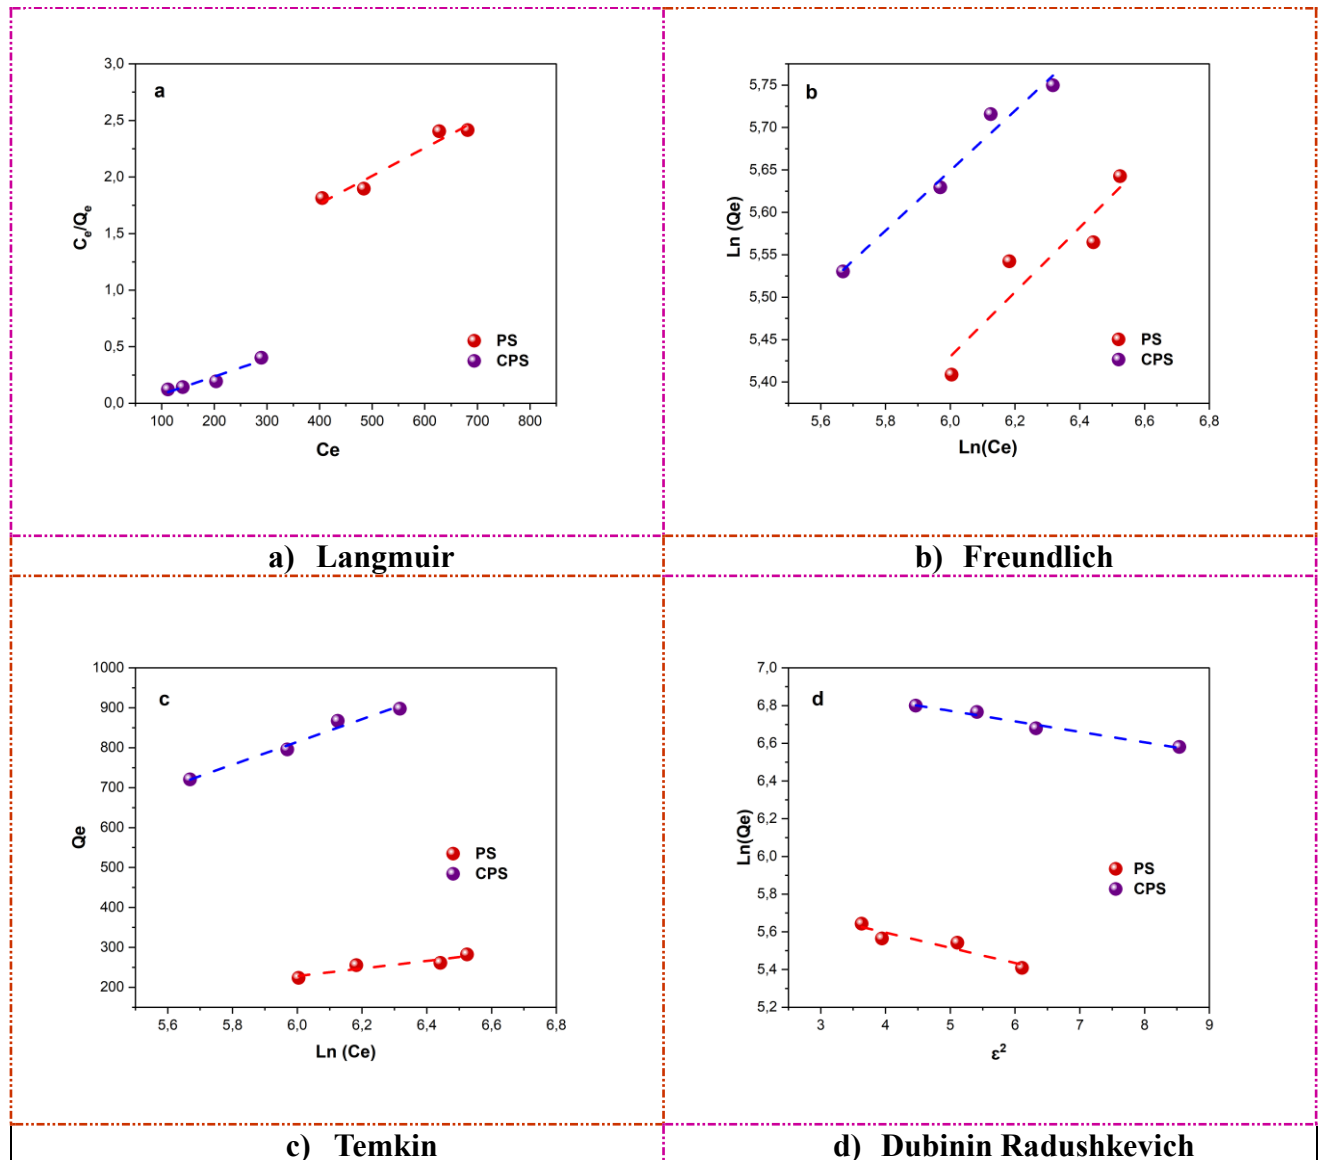 a
3,0
2,5
2,0
1,5
1,0
0,5
0,0
Ce/Qe
100 200 300 400 500 600 700 800
Ce
PS
CPS
b
5,75
5,70
5,65
5,60
5,55
5,50
5,45
5,40
Ln (Qe)
5,6 5,8 6,0 6,2 6,4 6,6 6,8
Ln(Ce)
PS
CPS
a) Langmuir
b) Freundlich
c
1000
900
800
700
600
500
400
300
200
Qe
5,6 5,8 6,0 6,2 6,4 6,6 6,8
Ln (Ce)
PS
CPS
d
7,0
6,8
6,6
6,4
6,2
6,0
5,8
5,6
5,4
5,2
Ln(Qe)
3 4 5 6 7 8 9
ε²
PS
CPS
c) Temkin
d) Dubinin Radushkevich